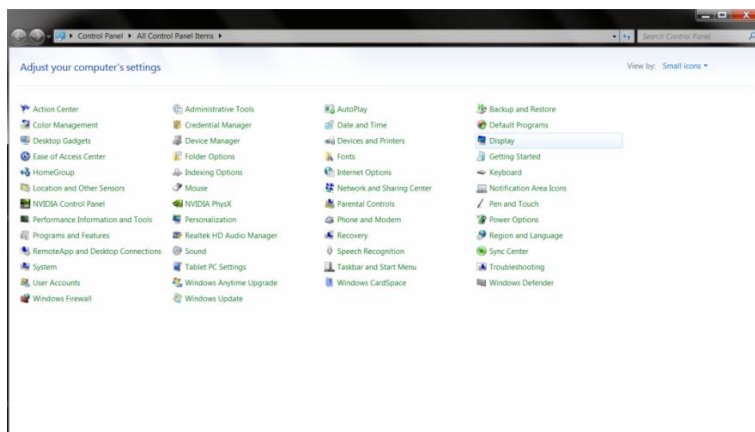 Control Panel All Control Panel Items Search Control Panel
Adjust your computer's settings View by: Small icons
Action Center Administrative Tools AutoPlay Backup and Restore
Color Management Credential Manager Date and Time Default Programs
Desktop Gadgets Device Manager Devices and Printers Display
Ease of Access Center Folder Options Fonts Getting Started
HomeGroup Indexing Options Internet Options Keyboard
Location and Other Sensors Mouse Network and Sharing Center Notification Area Icons
NVIDIA Control Panel NVIDIA PhysX Parental Controls Pen and Touch
Performance Information and Tools Personalization Phone and Modem Power Options
Programs and Features Realtek HD Audio Manager Recovery Region and Language
RemoteApp and Desktop Connections Sound Speech Recognition Sync Center
System Tablet PC Settings Taskbar and Start Menu Troubleshooting
User Accounts Windows Anytime Upgrade Windows CardSpace Windows Defender
Windows Firewall Windows Update